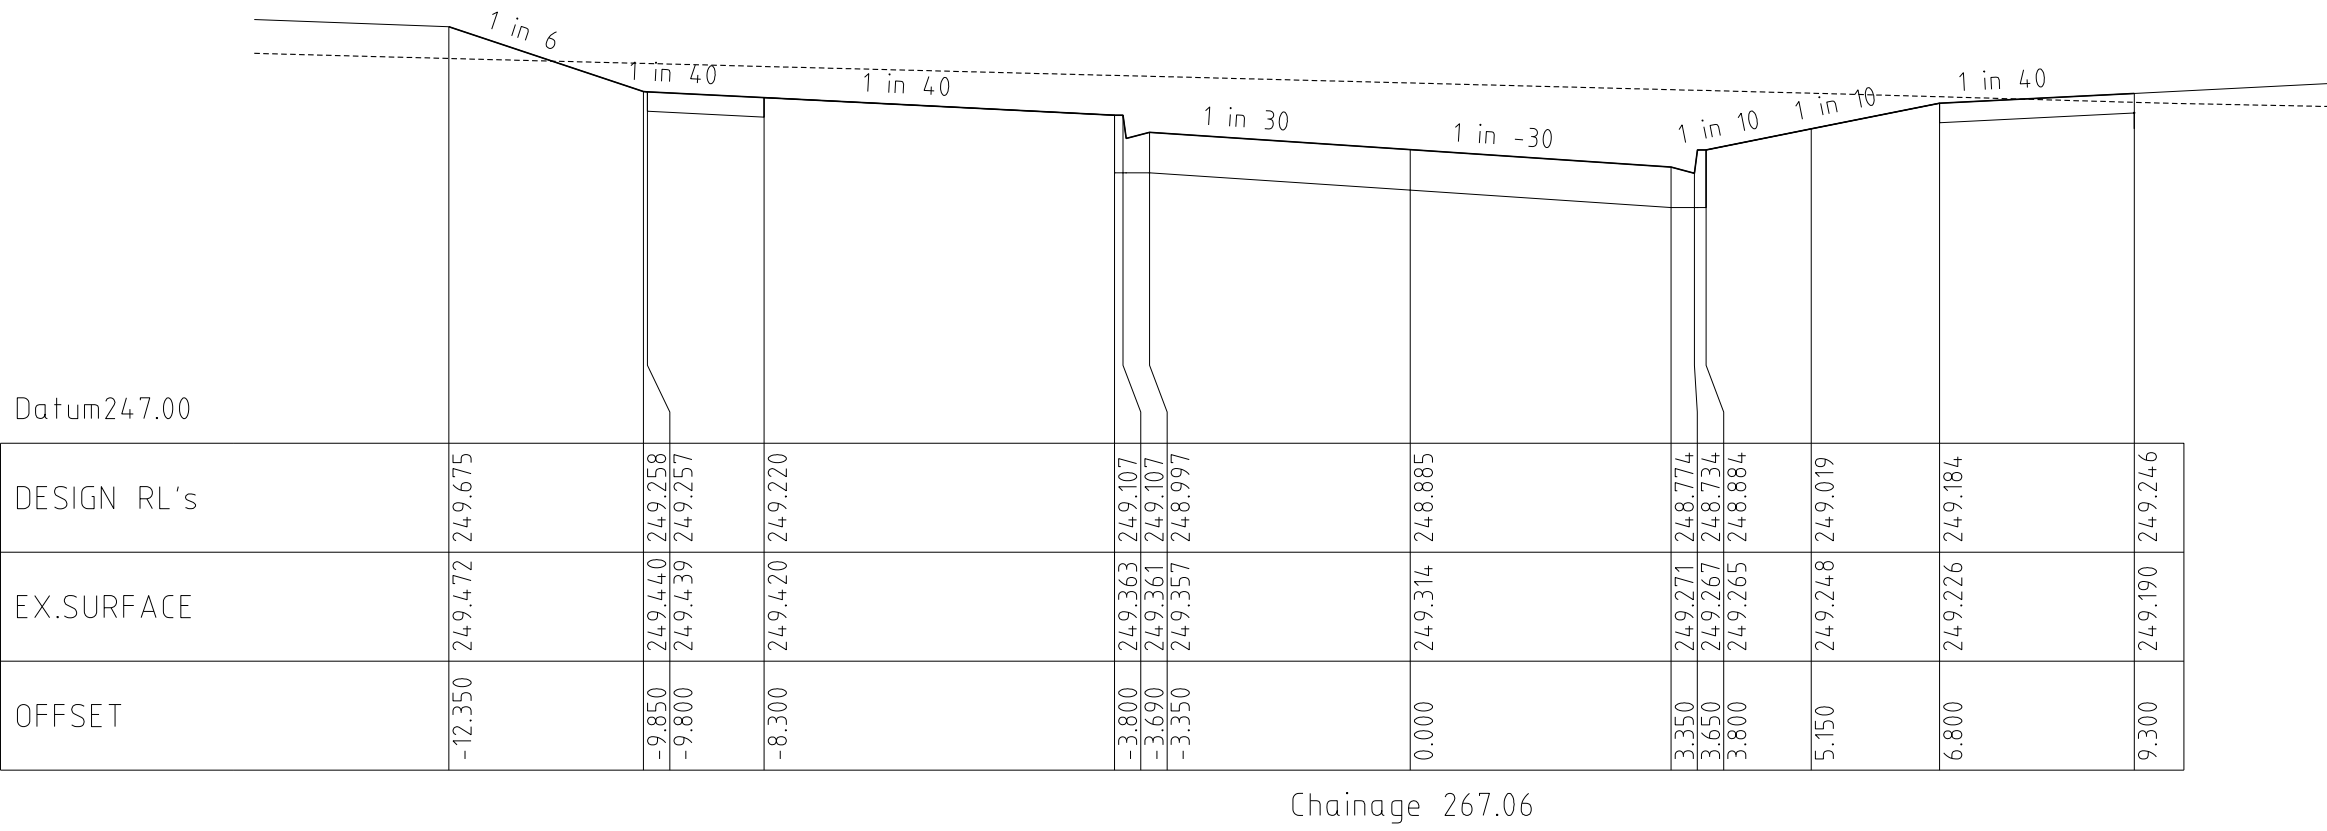 1 in 6
1 in 40
1 in 40
1 in 30
1 in -30
1 in 10
1 in 10
1 in 40
Datum247.00
DESIGN RL's 249.675 249.258 249.257 249.220 249.107 249.107 248.997 248.885 248.774 248.734 248.884 249.019 249.184 249.246
EX.SURFACE 249.472 249.440 249.439 249.420 249.363 249.361 249.357 249.314 249.271 249.267 249.265 249.248 249.226 249.190
OFFSET -12.350 -9.850 -9.800 -8.300 -3.800 -3.690 -3.350 0.000 3.350 3.650 3.800 5.150 6.800 9.300
Chainage 267.06